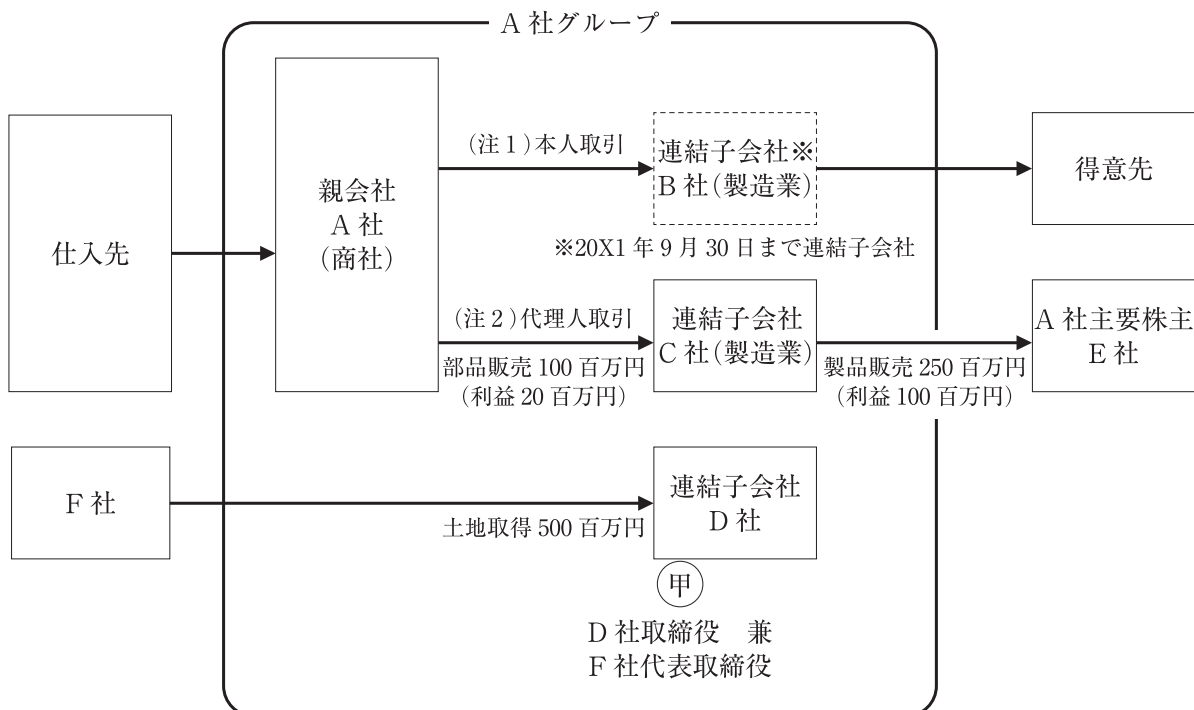 A 社グループ
仕入先
親会社
A 社
(商社)
(注1)本人取引
連結子会社※
B 社(製造業)
得意先
※20X1 年 9 月 30 日まで連結子会社
(注2)代理人取引
部品販売 100 百万円
(利益 20 百万円)
連結子会社
C 社(製造業)
製品販売 250 百万円
(利益 100 百万円)
A 社主要株主
E 社
F 社
土地取得 500 百万円
連結子会社
D 社
甲
D 社取締役 兼
F 社代表取締役